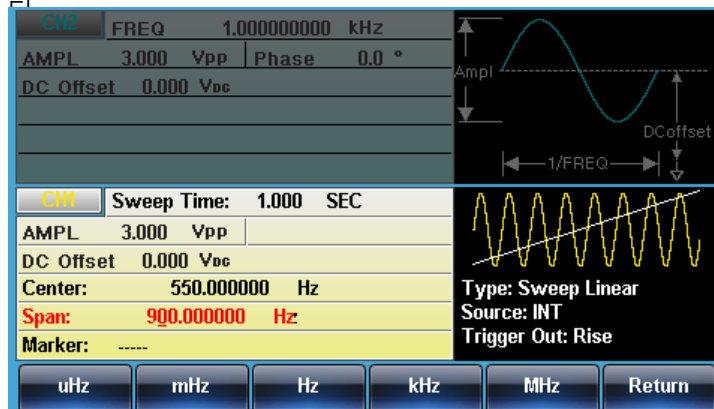 CH2 FREQ 1.000000000 kHz
AMPL 3.000 Vpp Phase 0.0 °
DC Offset 0.000 VDC
Ampl
DCoffset
1/FREQ
CH1 Sweep Time: 1.000 SEC
AMPL 3.000 Vpp
DC Offset 0.000 VDC
Center: 550.000000 Hz
Span: 900.000000 Hz
Marker: -----
Type: Sweep Linear
Source: INT
Trigger Out: Rise
uHz mHz Hz kHz MHz Return